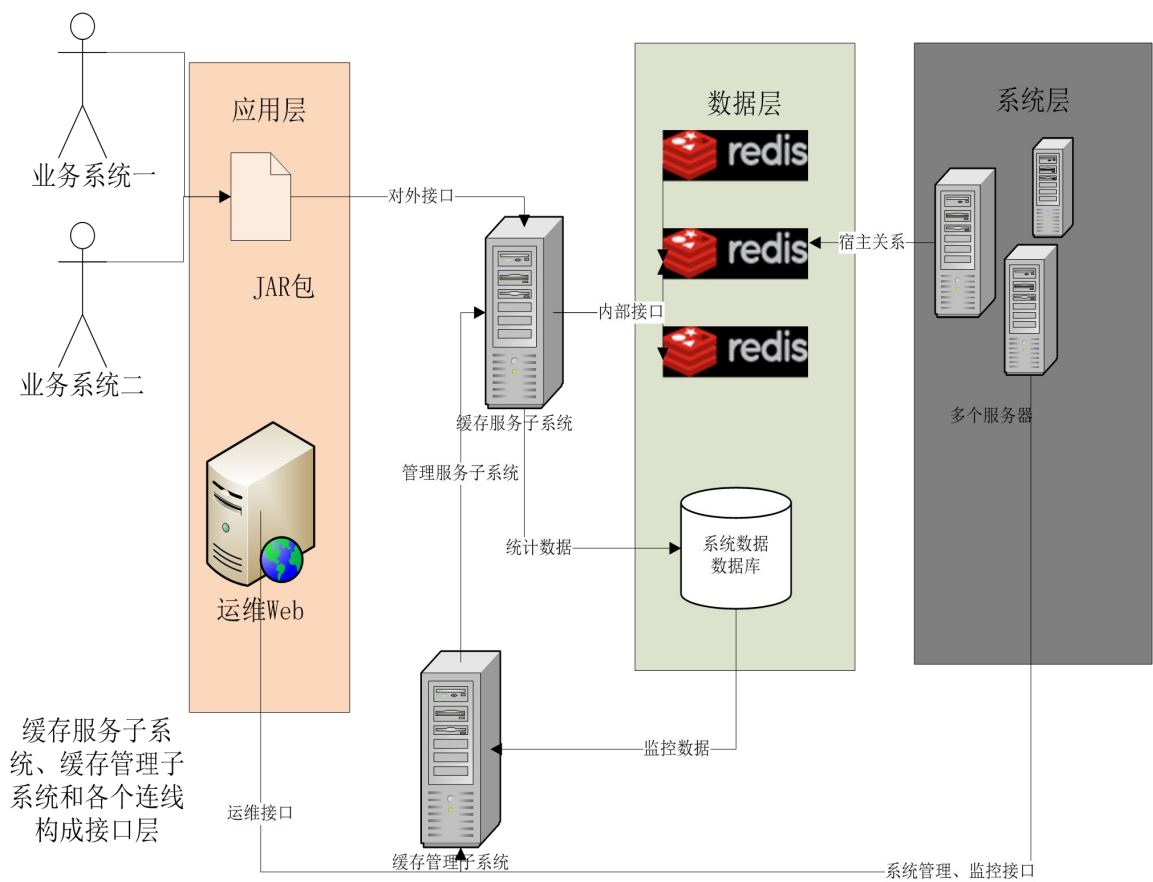 业务系统一
业务系统二
应用层
JAR包
运维Web
对外接口
缓存服务子系统
管理服务子系统
统计数据
内部接口
数据层
redis
redis
redis
系统数据
数据库
宿主关系
系统层
多个服务器
监控数据
缓存管理子系统
运维接口
系统管理、监控接口
缓存服务子系
统、缓存管理子
系统和各个连线
构成接口层